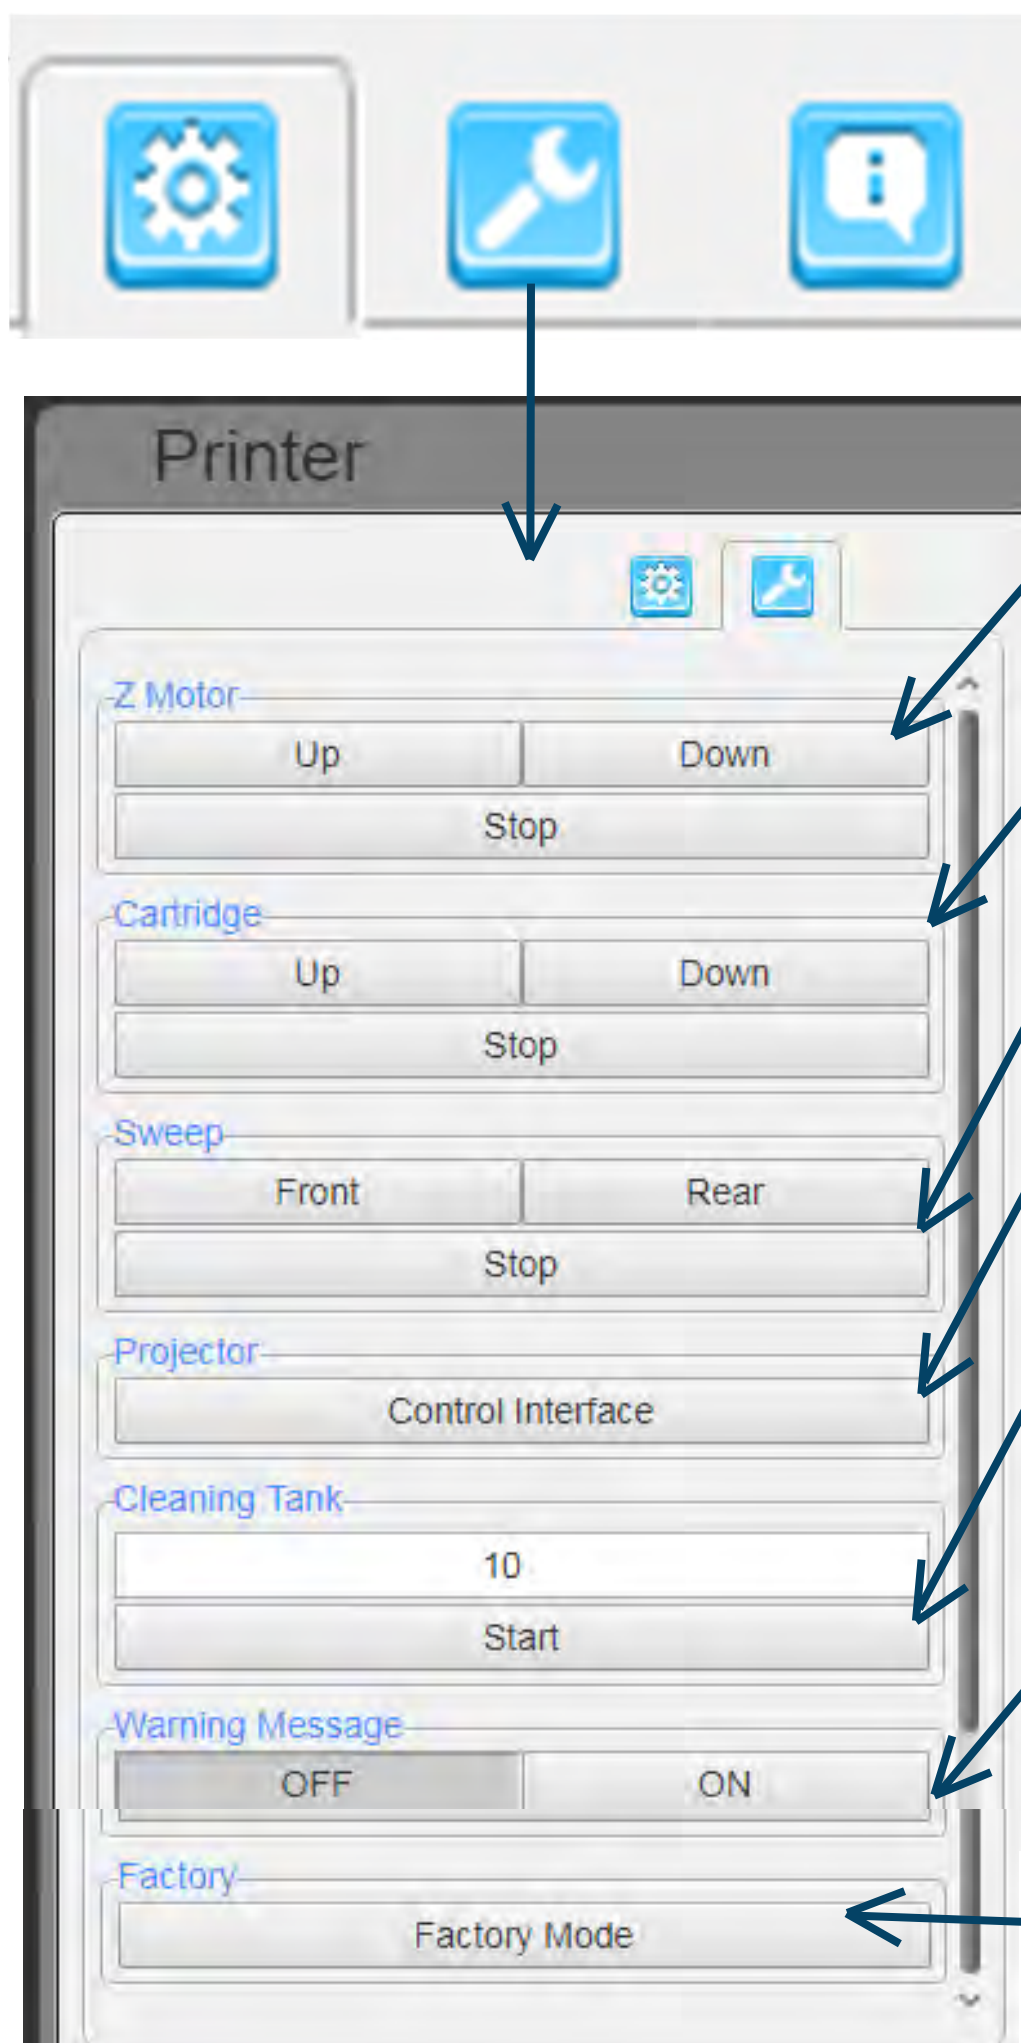 Printer
Z Motor
Up Down
Stop
Cartridge
Up Down
Stop
Sweep
Front Rear
Stop
Projector
Control Interface
Cleaning Tank
10
Start
Warning Message
OFF ON
Factory
Factory Mode